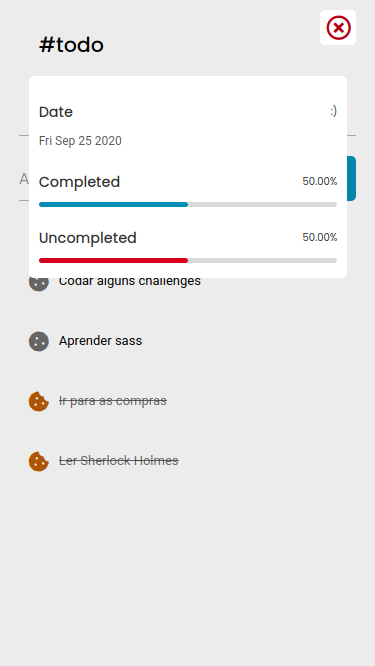 #todo
Date :)
Fri Sep 25 2020
A
Completed 50.00%
Uncompleted 50.00%
Codar alguns challenges
Aprender sass
Ir para as compras
Ler Sherlock Holmes